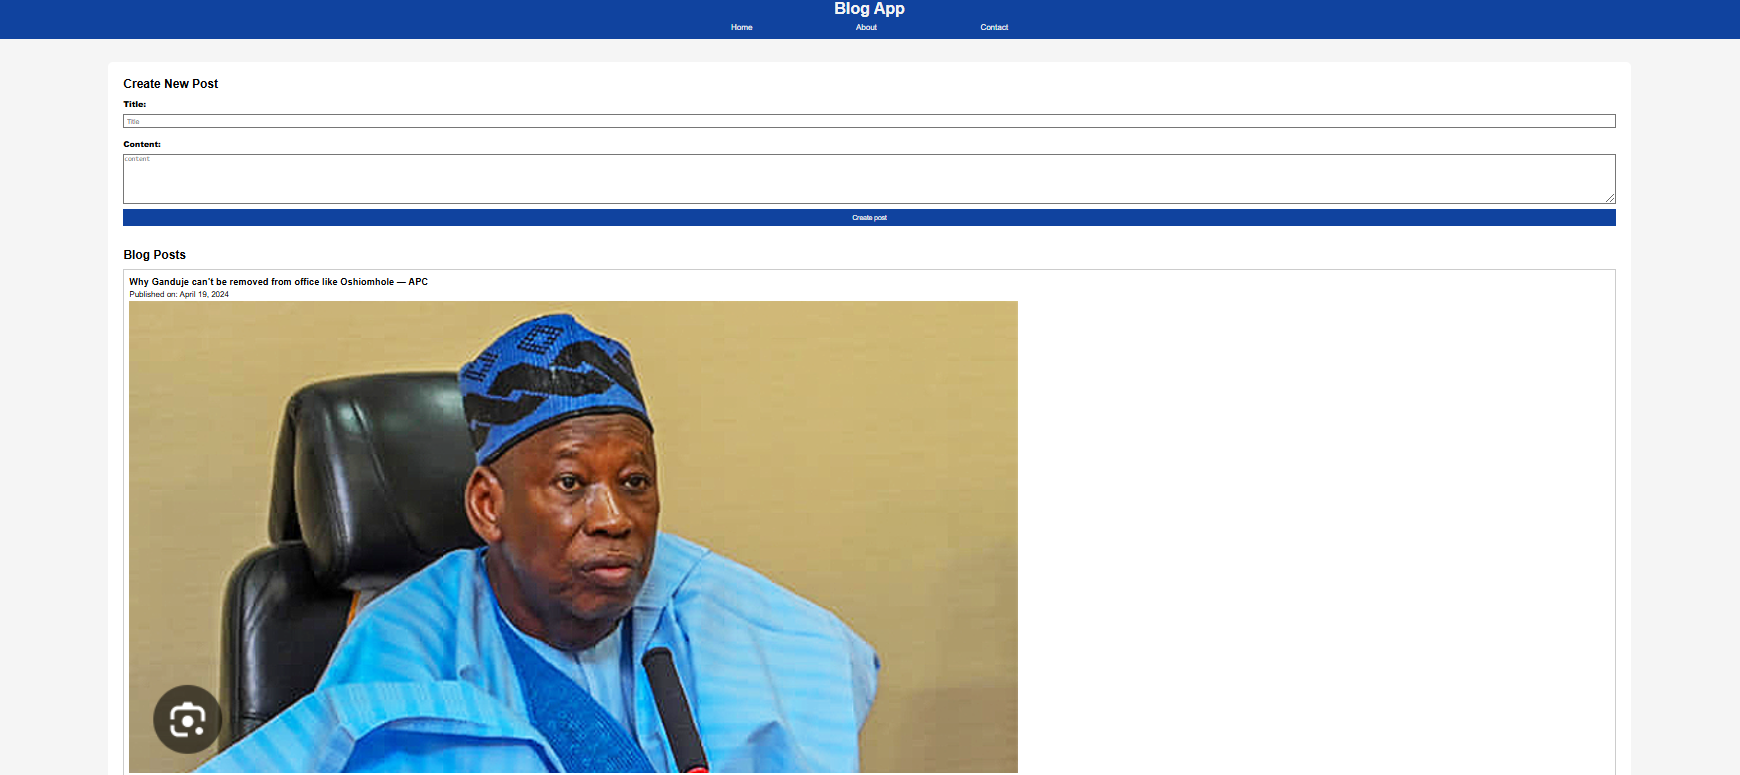 Blog App
Home About Contact
Create New Post
Title:
Title
Content:
content
Create post
Blog Posts
Why Ganduje can't be removed from office like Oshiomhole — APC
Published on: April 19, 2024